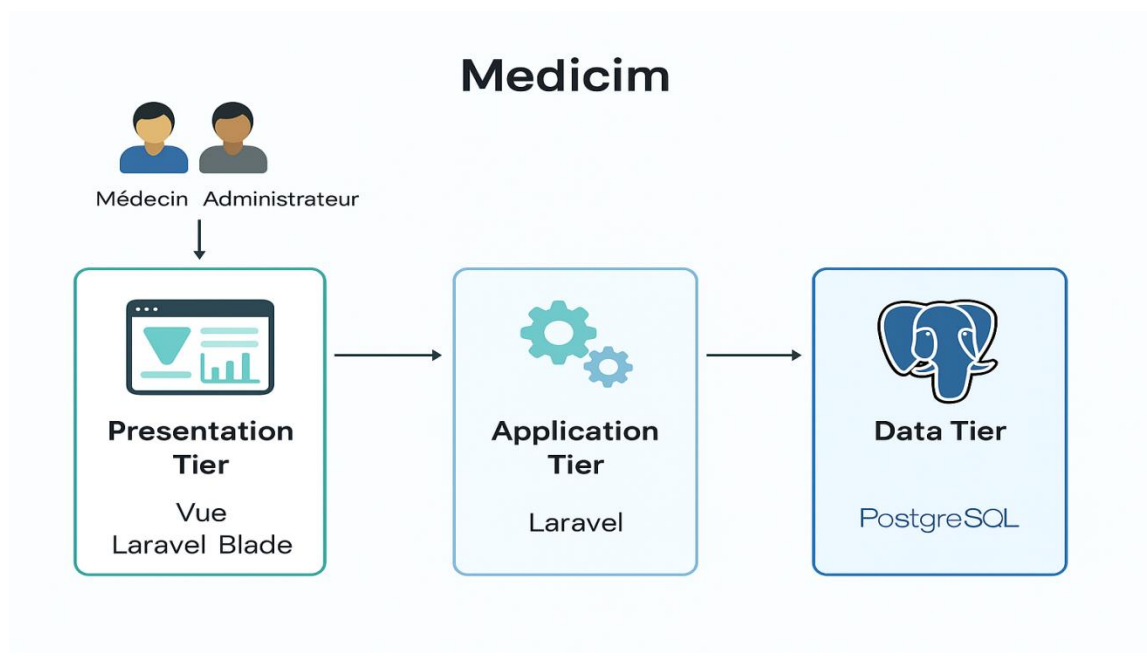 Medicim
Médecin Administrateur
Presentation
Tier
Vue
Laravel Blade
Application
Tier
Laravel
Data Tier
PostgreSQL